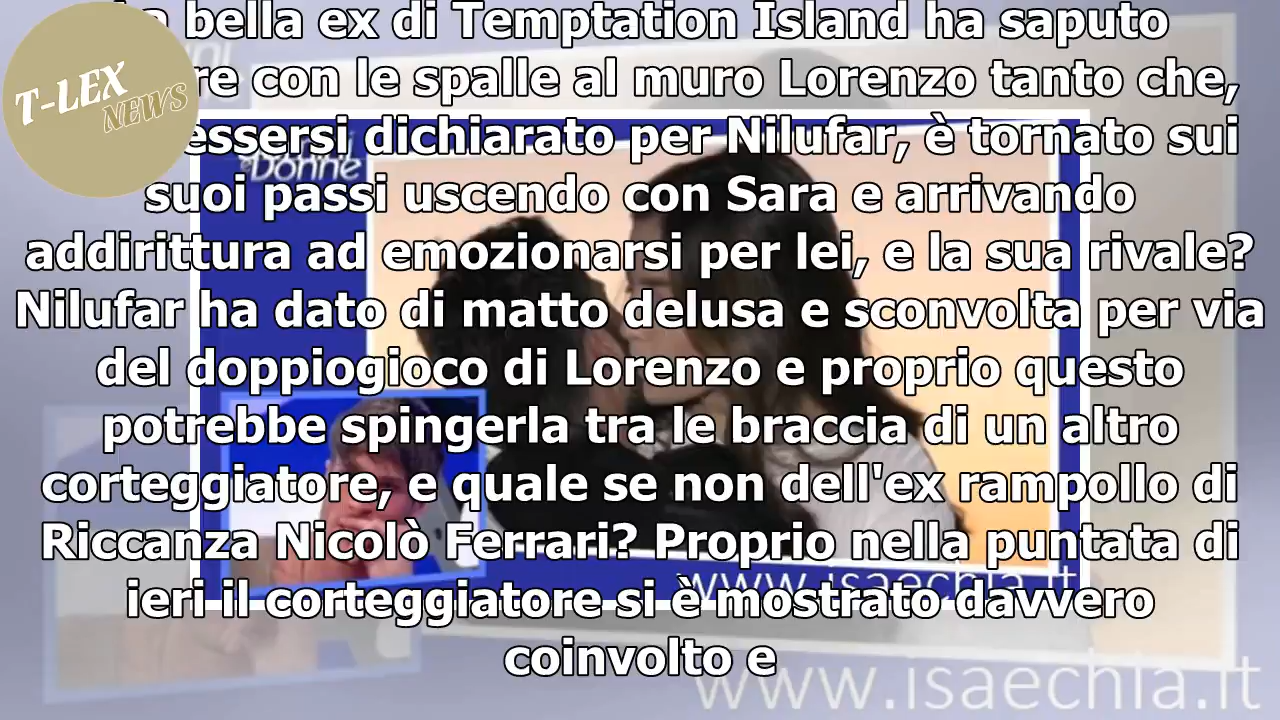 bella ex di Temptation Island ha saputo
con le spalle al muro Lorenzo tanto che,
essersi dichiarato per Nilufar, è tornato sui
suoi passi uscendo con Sara e arrivando
addirittura ad emozionarsi per lei, e la sua rivale?
Nilufar ha dato di matto delusa e sconvolta per via
del doppiogioco di Lorenzo e proprio questo
potrebbe spingerla tra le braccia di un altro
corteggiatore, e quale se non dell'ex rampollo di
Riccanza Nicolò Ferrari? Proprio nella puntata di
ieri il corteggiatore si è mostrato davvero
coinvolto e
T-LEX
NEWS
Donne
www.isaechia.it
www.isaechia.it